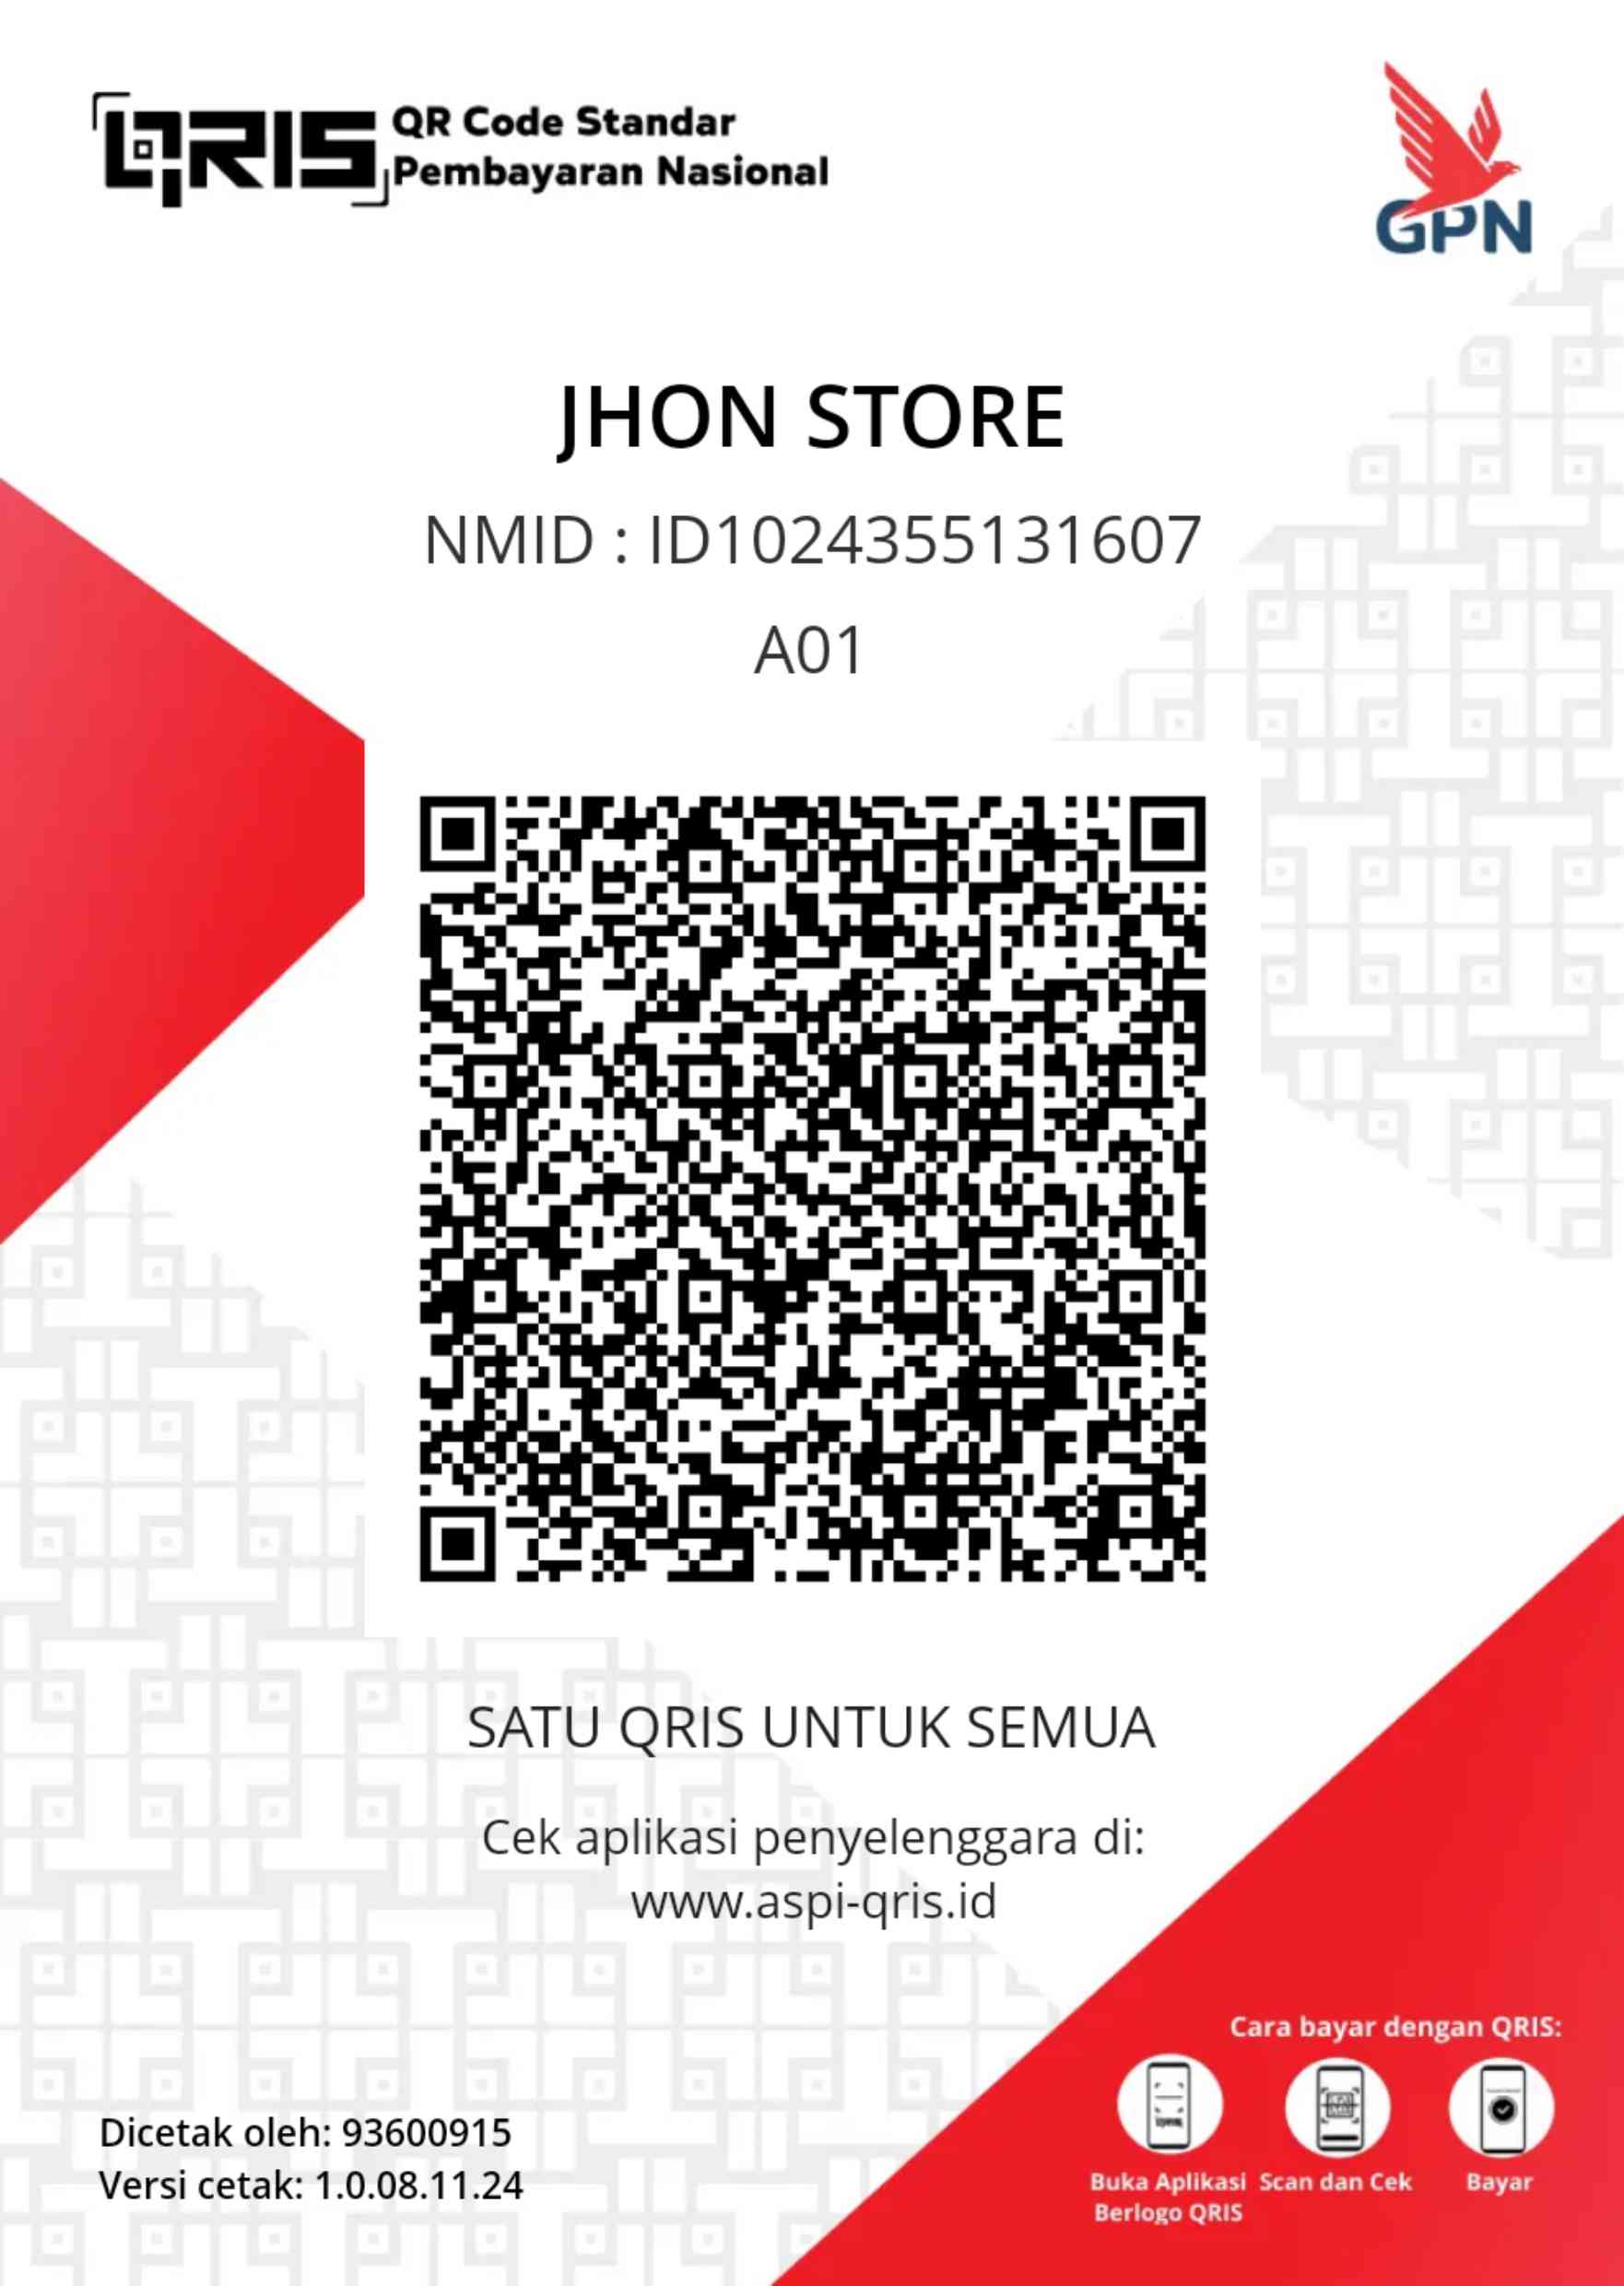 QRIS QR Code Standar
Pembayaran Nasional
GPN
JHON STORE
NMID : ID1024355131607
A01
SATU QRIS UNTUK SEMUA
Cek aplikasi penyelenggara di:
www.aspi-qris.id
Cara bayar dengan QRIS:
Buka Aplikasi Berlogo QRIS
Scan dan Cek
Bayar
Dicetak oleh: 93600915
Versi cetak: 1.0.08.11.24